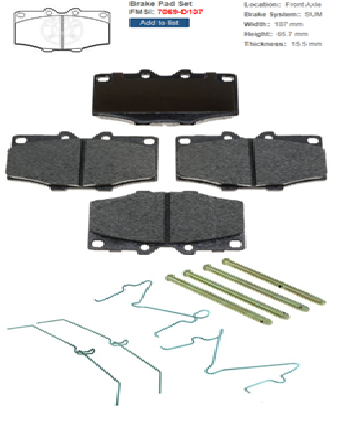 Brake Pad Set
FMSI: 7069-D137
Add to list
Location:: Front Axle
Brake System:: SUM
Width:: 137 mm
Height:: 65.7 mm
Thickness:: 15.5 mm